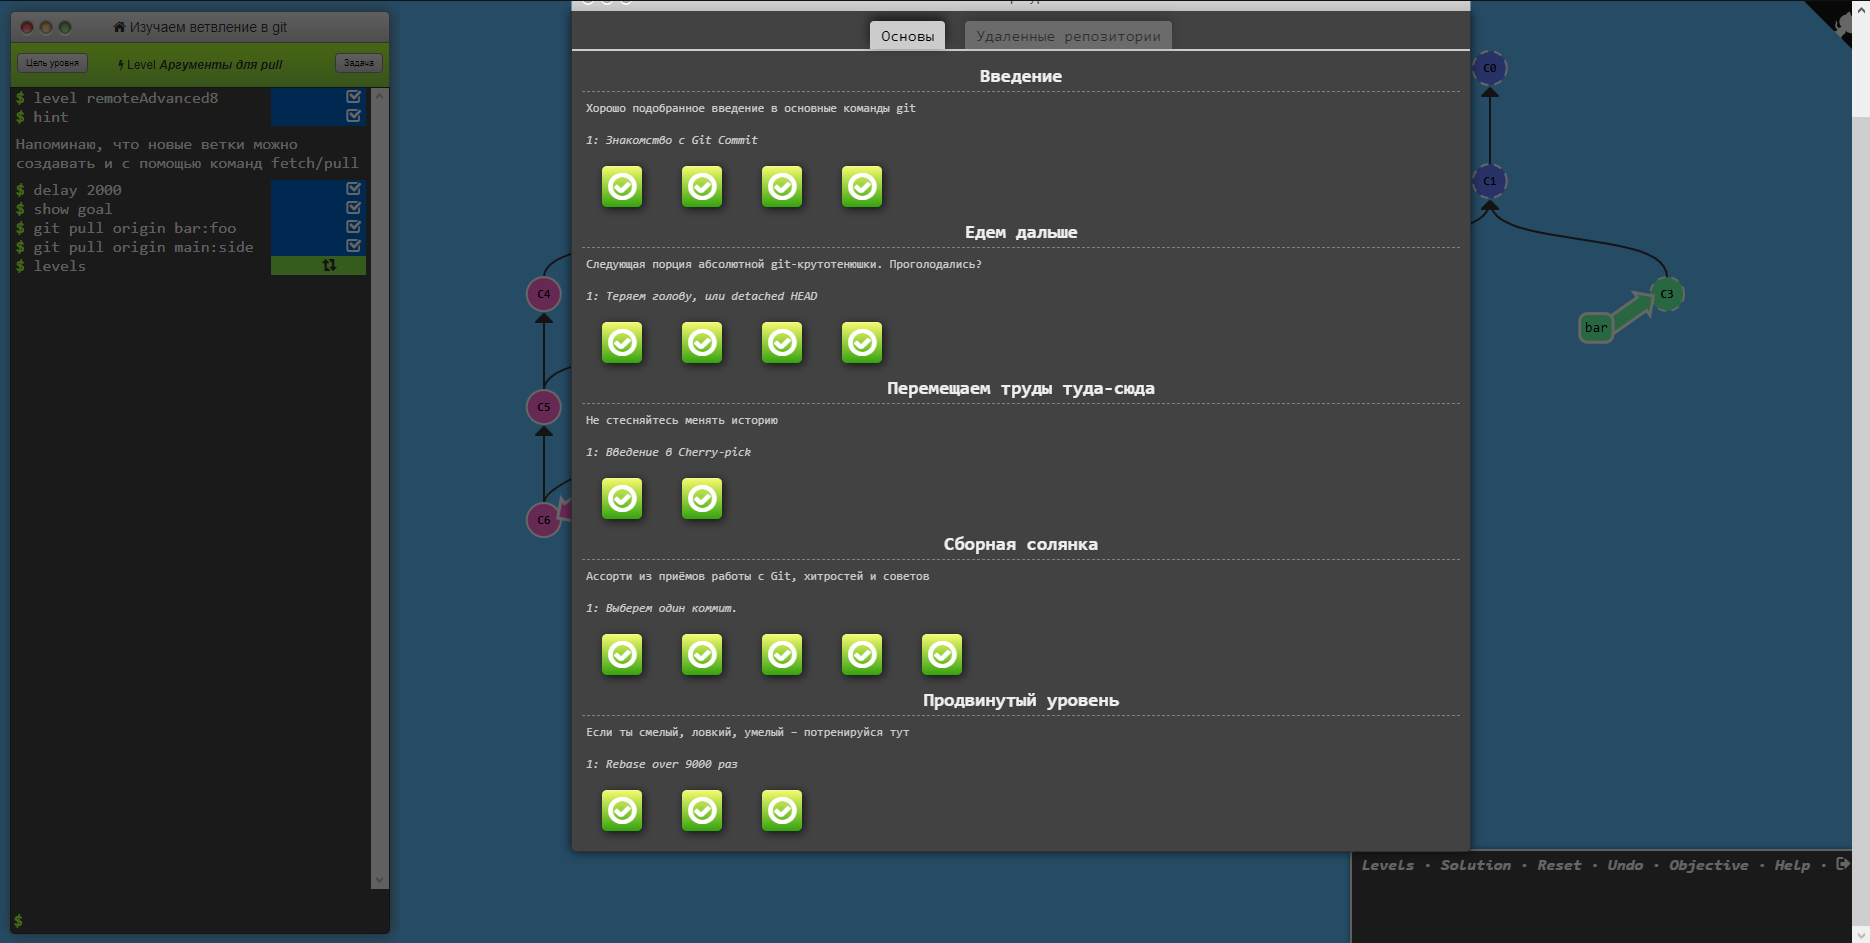 Изучаем ветвление в git
Цель уровня
Level Аргументы для pull
Задача
$ level remoteAdvanced8
$ hint
Напоминаю, что новые ветки можно
создавать и с помощью команд fetch/pull
$ delay 2000
$ show goal
$ git pull origin bar:foo
$ git pull origin main:side
$ levels
$
Основы
Удаленные репозитории
Введение
Хорошо подобранное введение в основные команды git
1: Знакомство с Git Commit
Едем дальше
Следующая порция абсолютной git-крутотенюшки. Проголодались?
1: Теряем голову, или detached HEAD
Перемещаем труды туда-сюда
Не стесняйтесь менять историю
1: Введение в Cherry-pick
Сборная солянка
Ассорти из приёмов работы с Git, хитростей и советов
1: Выберем один коммит.
Продвинутый уровень
Если ты смелый, ловкий, умелый – потренируйся тут
1: Rebase over 9000 раз
C4
C5
C6
C0
C1
C3
bar
Levels · Solution · Reset · Undo · Objective · Help ·